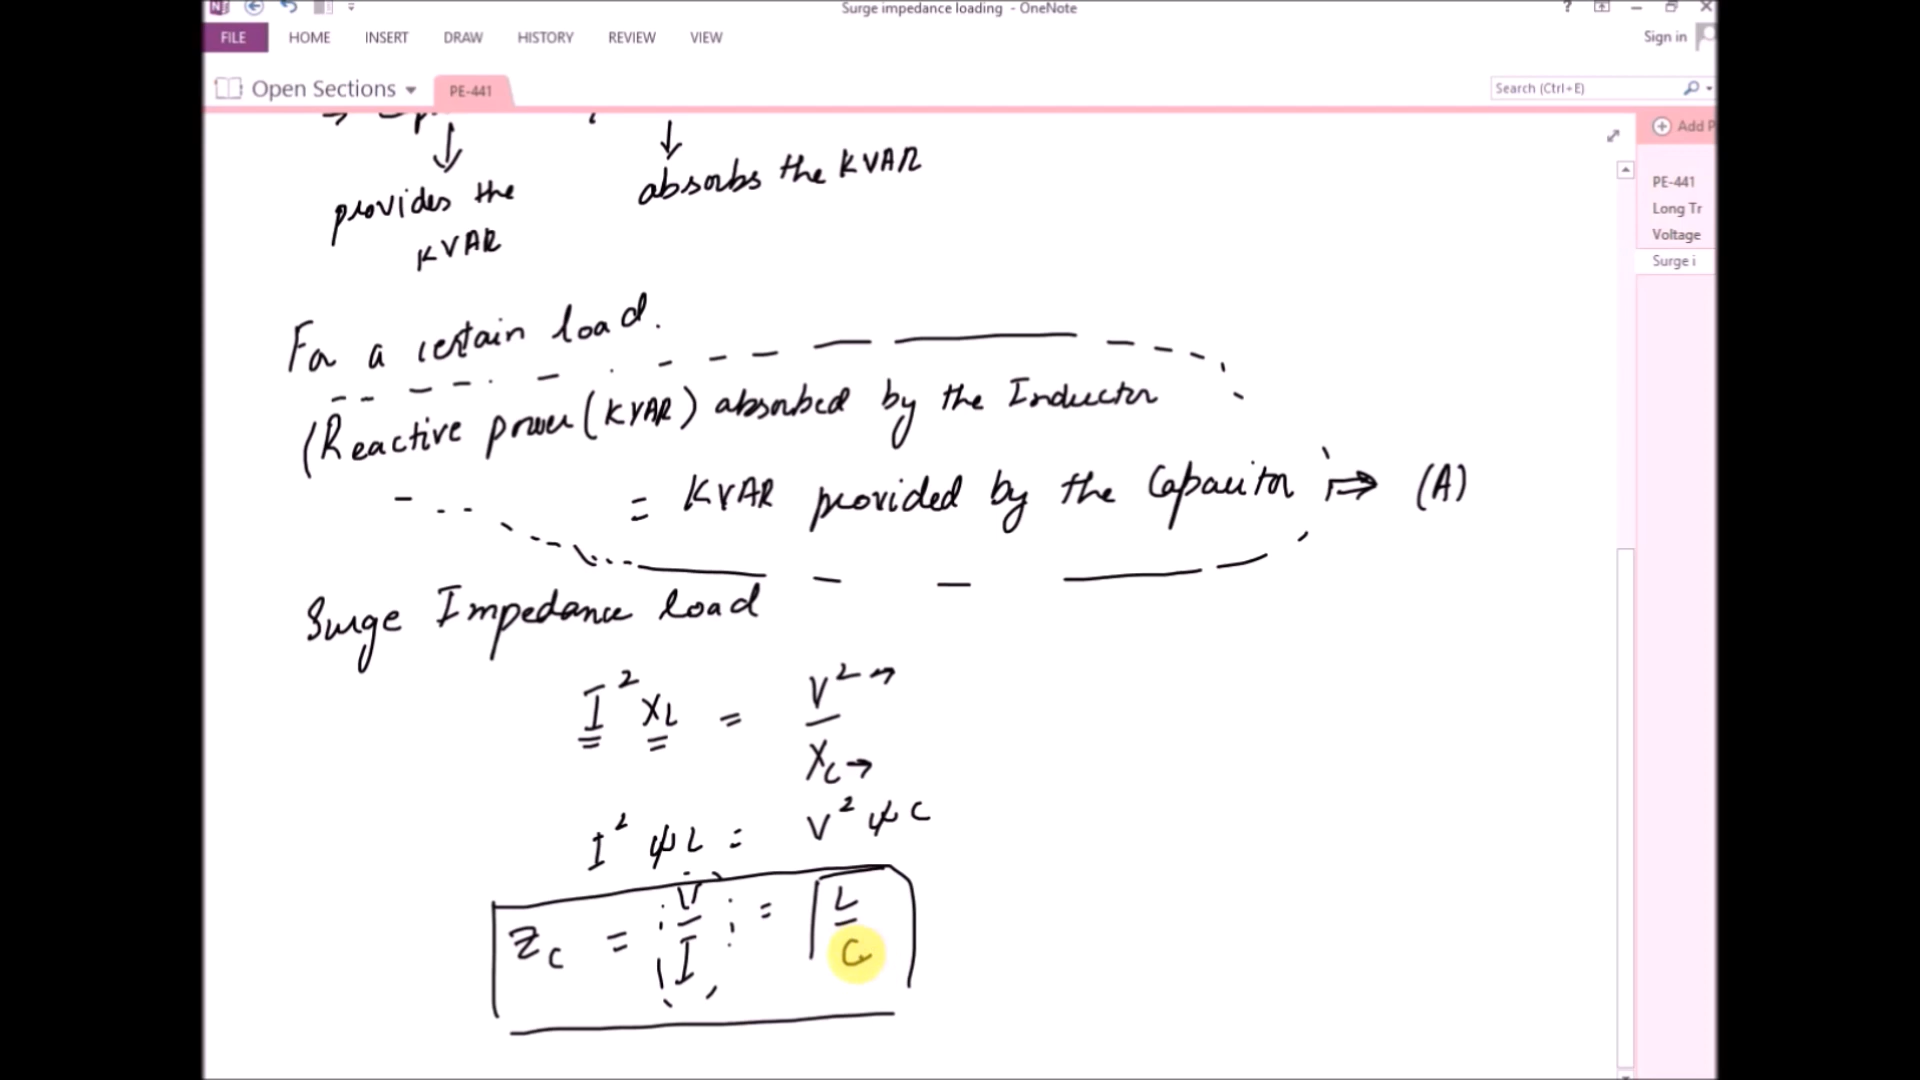 Surge impedance loading - OneNote
?
FILE HOME INSERT DRAW HISTORY REVIEW VIEW
Sign in
Open Sections PE-441
Search (Ctrl+E)
Add P
PE-441
Long Tr
Voltage
Surge i
provides the KVAR
absorbs the KVAR
For a certain load.
(Reactive power (KVAR) absorbed by the Inductor
= KVAR provided by the Capacitor ⇒ (A)
Surge Impedance load
I² XL = V² / XC
I² ψL = V² ψC
ZC = V / I = √(L / C)